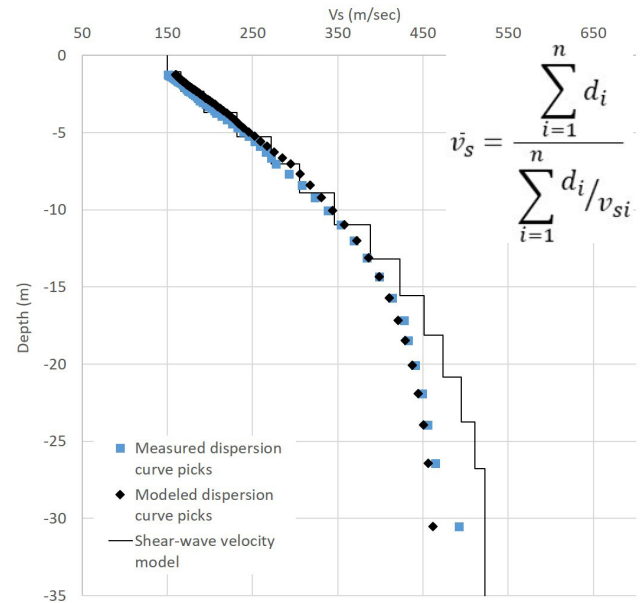 Vs (m/sec)
50 150 250 350 450 550 650
0
-5
-10
-15
-20
-25
-30
-35
Depth (m)
n
∑ dᵢ
i=1
v̄ₛ =
n
∑ dᵢ/vₛᵢ
i=1
Measured dispersion
curve picks
Modeled dispersion
curve picks
Shear-wave velocity
model